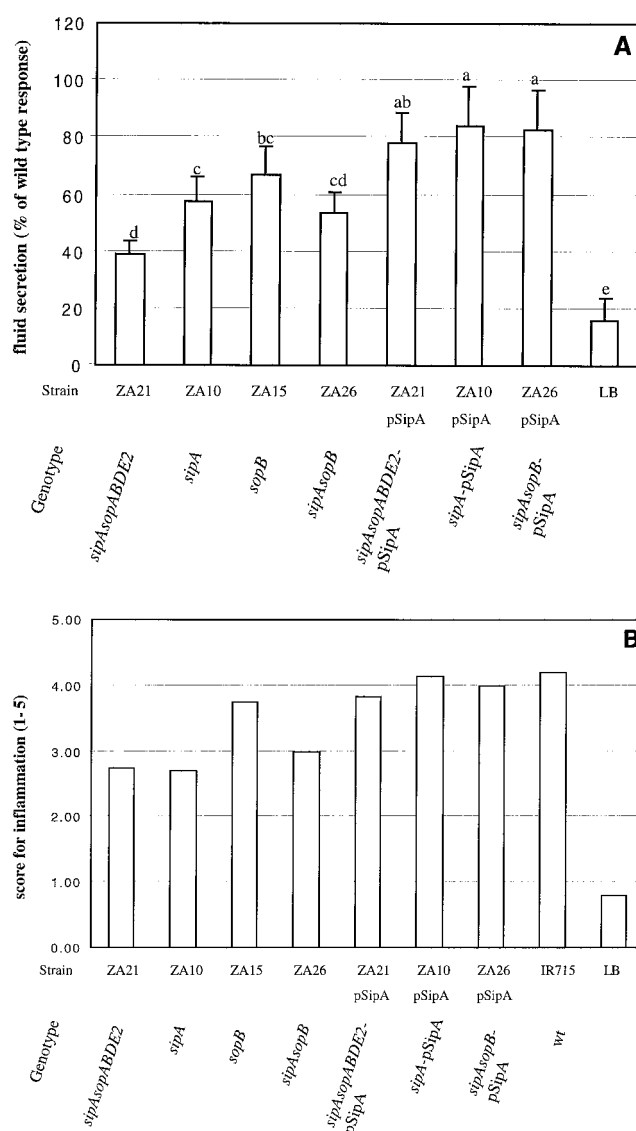 A
fluid secretion (% of wild type response)
120
100
80
60
40
20
0
d
c
bc
cd
ab
a
a
e
Strain ZA21 ZA10 ZA15 ZA26 ZA21 ZA10 ZA26 LB
pSipA pSipA pSipA
Genotype
sipAsopABDE2
sipA
sopB
sipAsopB
sipAsopABDE2-
pSipA
sipA-pSipA
sipAsopB-
pSipA
B
score for inflammation (1-5)
5.00
4.00
3.00
2.00
1.00
0.00
Strain ZA21 ZA10 ZA15 ZA26 ZA21 ZA10 ZA26 IR715 LB
pSipA pSipA pSipA
Genotype
sipAsopABDE2
sipA
sopB
sipAsopB
sipAsopABDE2-
pSipA
sipA-pSipA
sipAsopB-
pSipA
wt